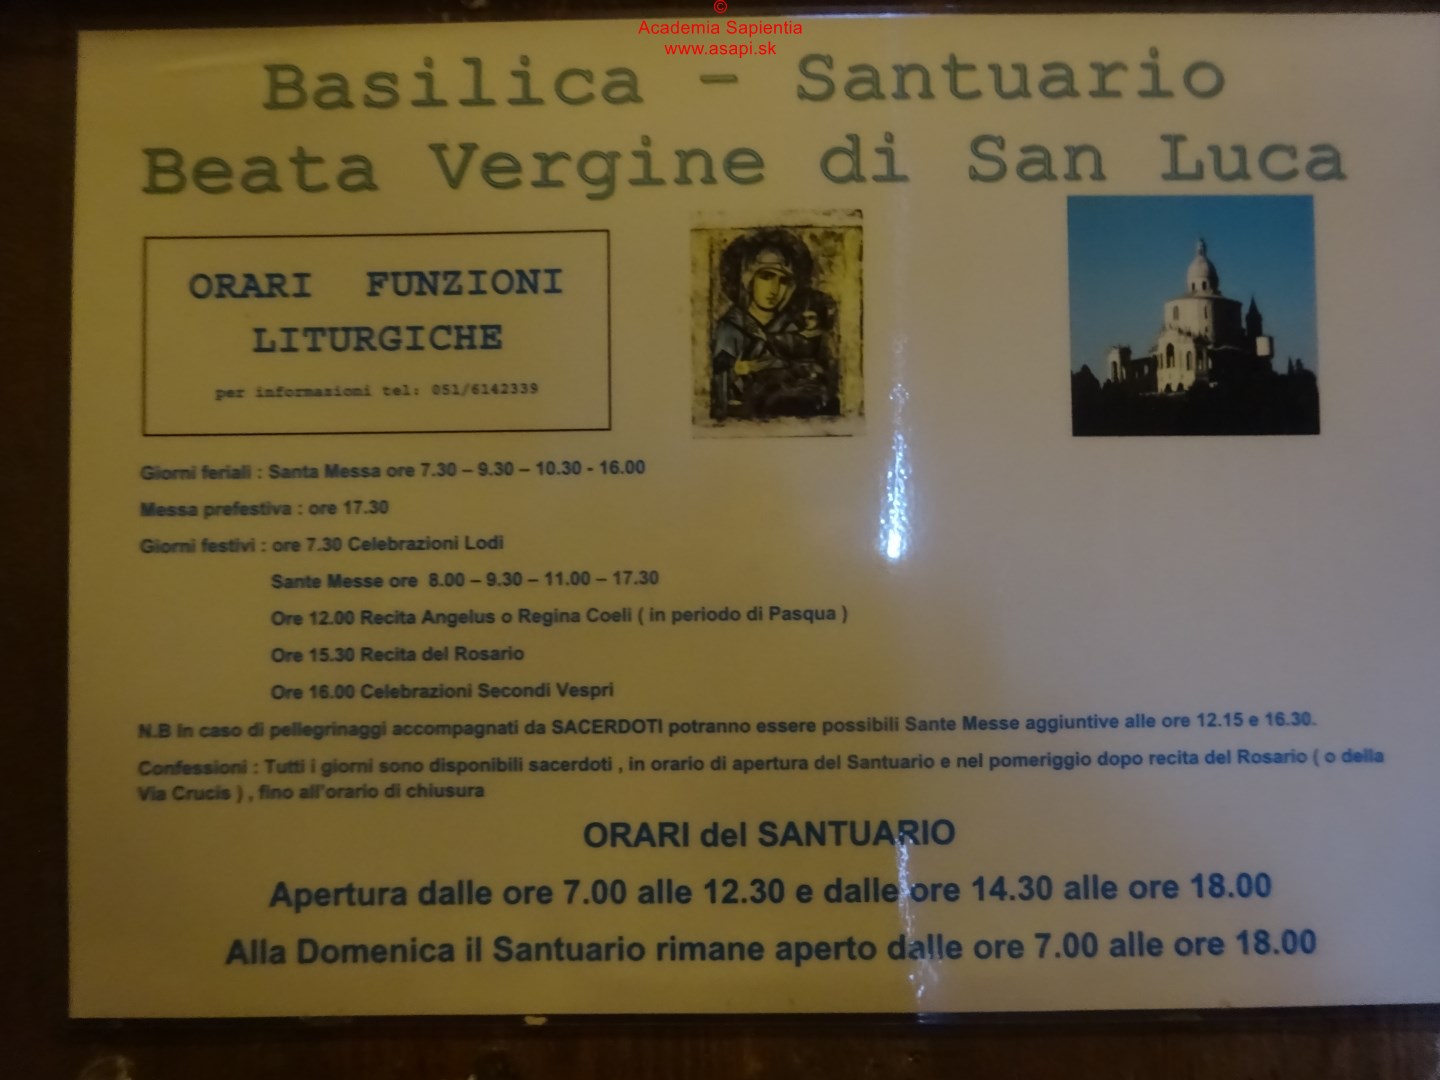 ©
Academia Sapientia
www.asapi.sk
Basilica - Santuario
Beata Vergine di San Luca
ORARI FUNZIONI
LITURGICHE
per informazioni tel: 051/6142339
Giorni feriali : Santa Messa ore 7.30 – 9.30 – 10.30 - 16.00
Messa prefestiva : ore 17.30
Giorni festivi : ore 7.30 Celebrazioni Lodi
Sante Messe ore 8.00 – 9.30 – 11.00 – 17.30
Ore 12.00 Recita Angelus o Regina Coeli ( in periodo di Pasqua )
Ore 15.30 Recita del Rosario
Ore 16.00 Celebrazioni Secondi Vespri
N.B In caso di pellegrinaggi accompagnati da SACERDOTI potranno essere possibili Sante Messe aggiuntive alle ore 12.15 e 16.30.
Confessioni : Tutti i giorni sono disponibili sacerdoti , in orario di apertura del Santuario e nel pomeriggio dopo recita del Rosario ( o della
Via Crucis ) , fino all'orario di chiusura
ORARI del SANTUARIO
Apertura dalle ore 7.00 alle 12.30 e dalle ore 14.30 alle ore 18.00
Alla Domenica il Santuario rimane aperto dalle ore 7.00 alle ore 18.00